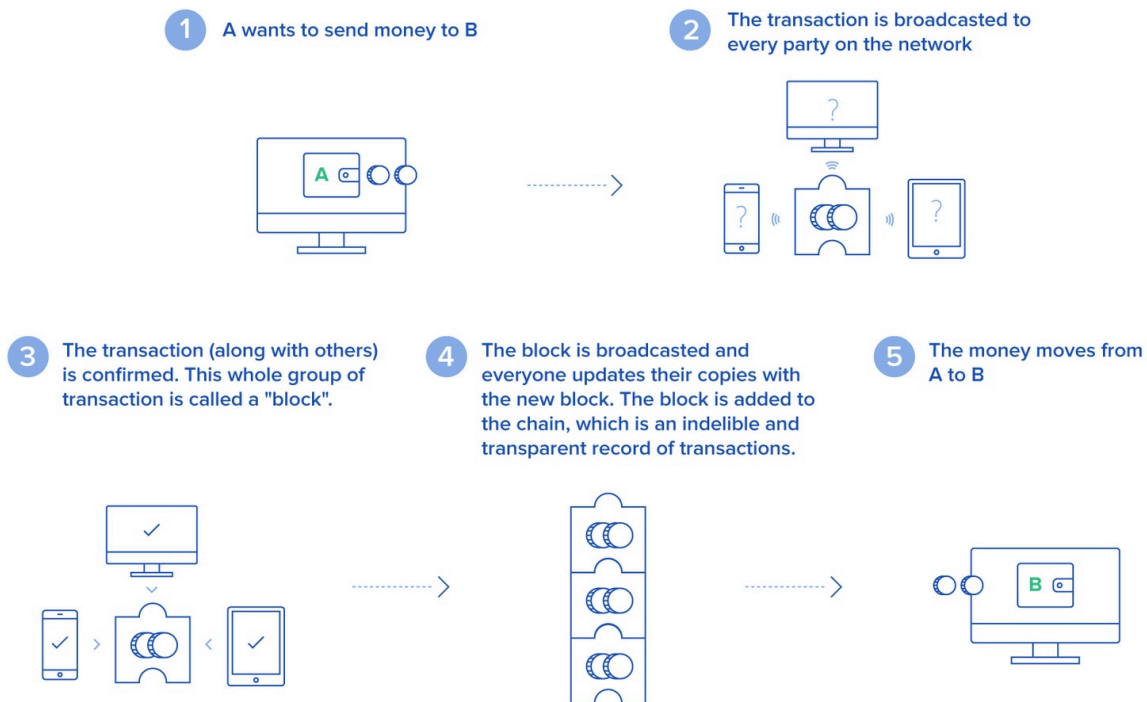 1
A wants to send money to B
2
The transaction is broadcasted to
every party on the network
A
?
?
?
3
The transaction (along with others)
is confirmed. This whole group of
transaction is called a "block".
4
The block is broadcasted and
everyone updates their copies with
the new block. The block is added to
the chain, which is an indelible and
transparent record of transactions.
5
The money moves from
A to B
B